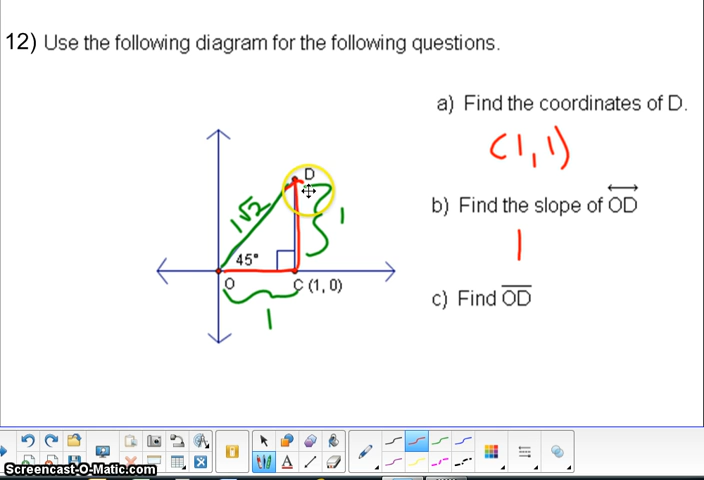 12) Use the following diagram for the following questions.
a) Find the coordinates of D.
(1,1)
D
1√2
1
b) Find the slope of OD
1
45°
O
C (1, 0)
1
c) Find OD
A
Screencast-O-Matic.com